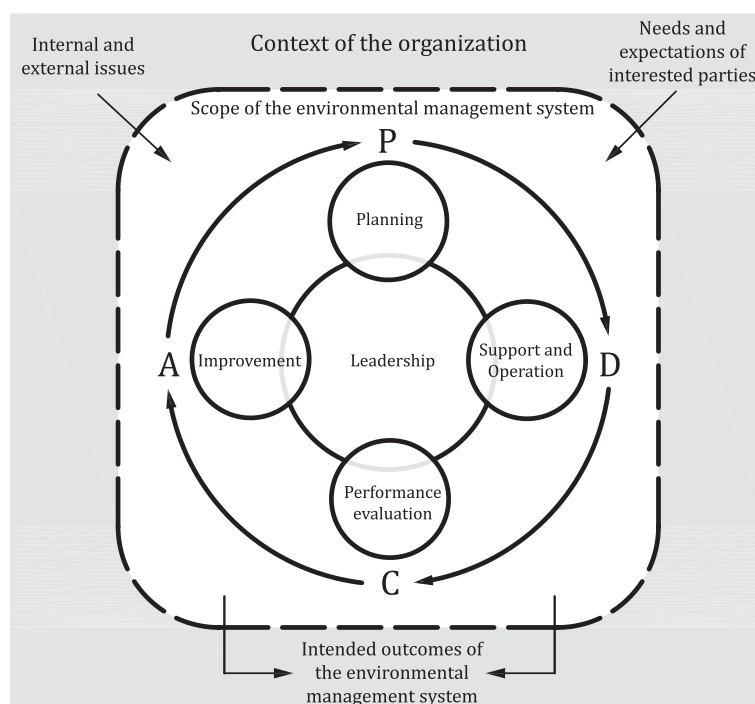 Context of the organization
Internal and
external issues
Needs and
expectations of
interested parties
Scope of the environmental management system
P
Planning
A
Improvement
Leadership
Support and
Operation
D
Performance
evaluation
C
Intended outcomes of
the environmental
management system